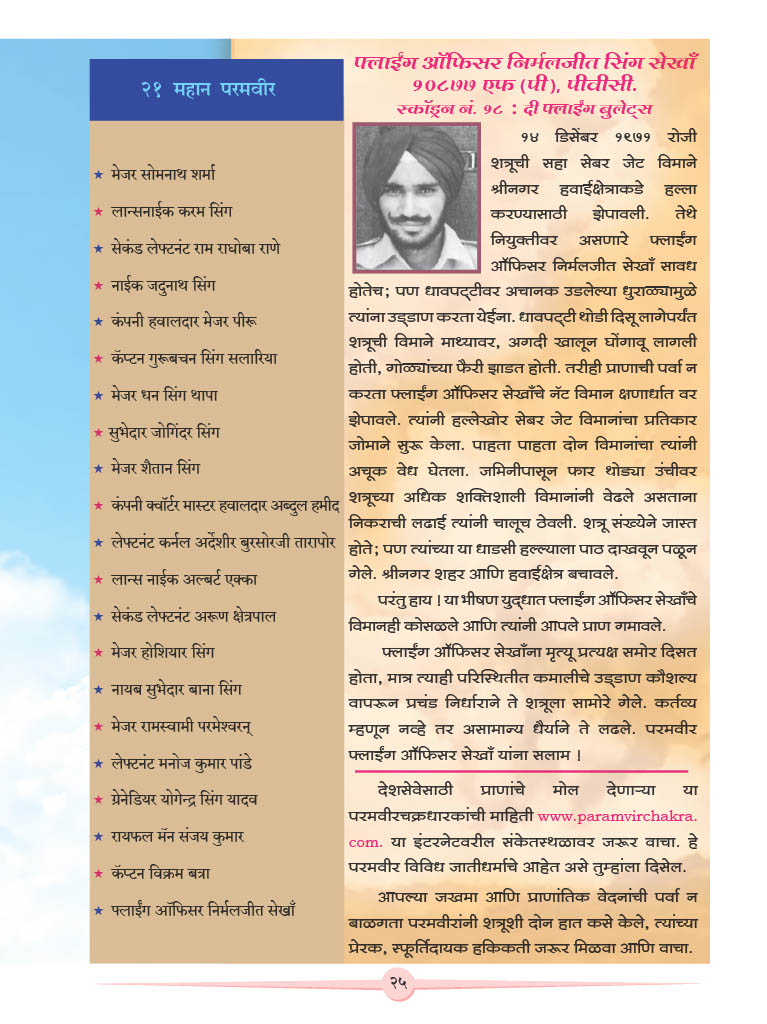 २१ महान परमवीर
★ मेजर सोमनाथ शर्मा
★ लान्सनाईक करम सिंग
★ सेकंड लेफ्टनंट राम राघोबा राणे
★ नाईक जदुनाथ सिंग
★ कंपनी हवालदार मेजर पीरू
★ कॅप्टन गुरूबचन सिंग सलारिया
★ मेजर धन सिंग थापा
★ सुभेदार जोगिंदर सिंग
★ मेजर शैतान सिंग
★ कंपनी क्वॉर्टर मास्टर हवालदार अब्दुल हमीद
★ लेफ्टनंट कर्नल अर्देशीर बुरसोरजी तारापोर
★ लान्स नाईक अल्बर्ट एक्का
★ सेकंड लेफ्टनंट अरूण क्षेत्रपाल
★ मेजर होशियार सिंग
★ नायब सुभेदार बाना सिंग
★ मेजर रामस्वामी परमेश्वरन्
★ लेफ्टनंट मनोज कुमार पांडे
★ ग्रेनेडियर योगेन्द्र सिंग यादव
★ रायफल मॅन संजय कुमार
★ कॅप्टन विक्रम बत्रा
★ फ्लाईंग ऑफिसर निर्मलजीत सेखाँ
फ्लाईंग ऑफिसर निर्मलजीत सिंग सेखाँ
१०८७७ एफ (पी), पीवीसी.
स्कॉड्रन नं. १८ : दी फ्लाईंग बुलेट्स
१४ डिसेंबर १९७१ रोजी
शत्रूची सहा सेबर जेट विमाने
श्रीनगर हवाईक्षेत्राकडे हल्ला
करण्यासाठी झेपावली. तेथे
नियुक्तीवर असणारे फ्लाईंग
ऑफिसर निर्मलजीत सेखाँ सावध
होतेच; पण धावपट्टीवर अचानक उडलेल्या धुराळ्यामुळे
त्यांना उड्डाण करता येईना. धावपट्टी थोडी दिसू लागेपर्यंत
शत्रूची विमाने माथ्यावर, अगदी खालून घोंगावू लागली
होती, गोळ्यांच्या फैरी झाडत होती. तरीही प्राणाची पर्वा न
करता फ्लाईंग ऑफिसर सेखाँचे नॅट विमान क्षणार्धात वर
झेपावले. त्यांनी हल्लेखोर सेबर जेट विमानांचा प्रतिकार
जोमाने सुरू केला. पाहता पाहता दोन विमानांचा त्यांनी
अचूक वेध घेतला. जमिनीपासून फार थोड्या उंचीवर
शत्रूच्या अधिक शक्तिशाली विमानांनी वेढले असताना
निकराची लढाई त्यांनी चालूच ठेवली. शत्रू संख्येने जास्त
होते; पण त्यांच्या या धाडसी हल्ल्याला पाठ दाखवून पळून
गेले. श्रीनगर शहर आणि हवाईक्षेत्र बचावले.
परंतु हाय ! या भीषण युद्धात फ्लाईंग ऑफिसर सेखाँचे
विमानही कोसळले आणि त्यांनी आपले प्राण गमावले.
फ्लाईंग ऑफिसर सेखाँना मृत्यू प्रत्यक्ष समोर दिसत
होता, मात्र त्याही परिस्थितीत कमालीचे उड्डाण कौशल्य
वापरून प्रचंड निर्धाराने ते शत्रूला सामोरे गेले. कर्तव्य
म्हणून नव्हे तर असामान्य धैर्याने ते लढले. परमवीर
फ्लाईंग ऑफिसर सेखाँ यांना सलाम !
देशसेवेसाठी प्राणांचे मोल देणाऱ्या या
परमवीरचक्रधारकांची माहिती www.paramvirchakra.
com. या इंटरनेटवरील संकेतस्थळावर जरूर वाचा. हे
परमवीर विविध जातीधर्माचे आहेत असे तुम्हांला दिसेल.
आपल्या जखमा आणि प्राणांतिक वेदनांची पर्वा न
बाळगता परमवीरांनी शत्रूशी दोन हात कसे केले, त्यांच्या
प्रेरक, स्फूर्तिदायक हकिकती जरूर मिळवा आणि वाचा.
२५